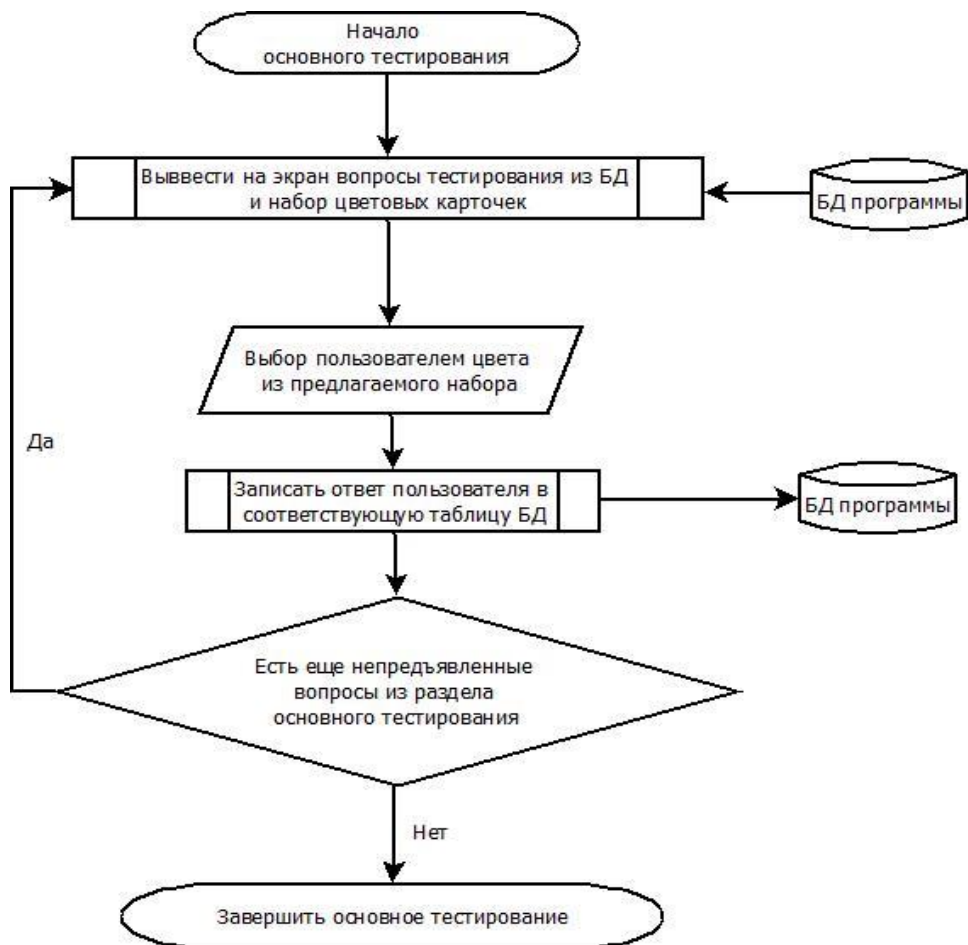 Начало
основного тестирования
Выввести на экран вопросы тестирования из БД
и набор цветовых карточек
БД программы
Выбор пользователем цвета
из предлагаемого набора
Да
Записать ответ пользователя в
соответствующую таблицу БД
БД программы
Есть еще непредъявленные
вопросы из раздела
основного тестирования
Нет
Завершить основное тестирование